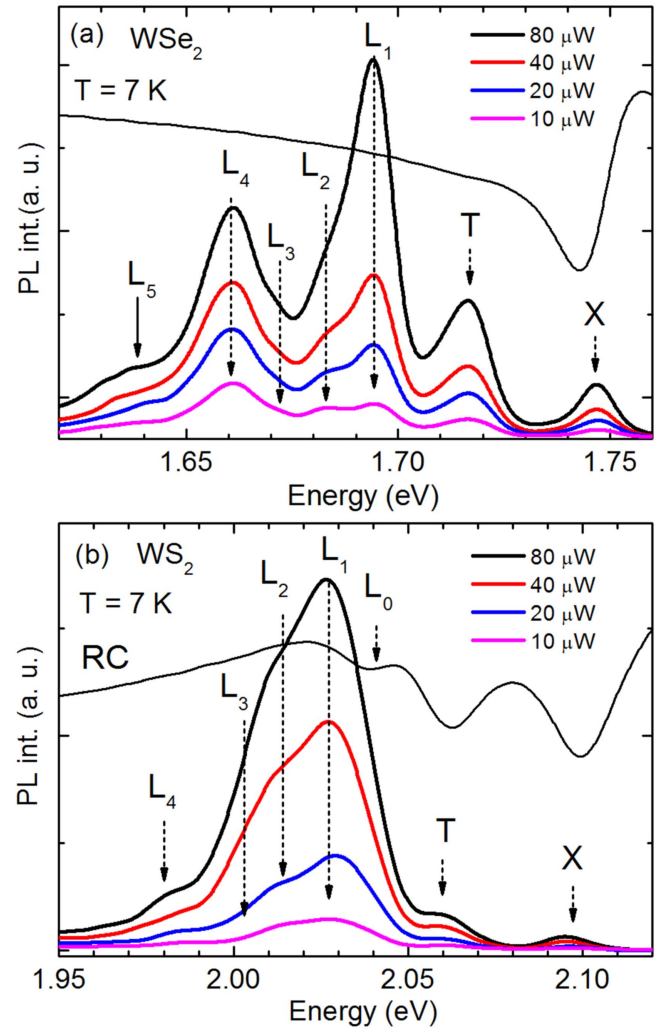 (a) WSe₂
T = 7 K
L₁
L₂
L₄
L₃
L₅
T
X
80 μW
40 μW
20 μW
10 μW
PL int.(a. u.)
1.65 1.70 1.75
Energy (eV)
(b) WS₂
T = 7 K
RC
L₁
L₂
L₀
L₃
L₄
T
X
80 μW
40 μW
20 μW
10 μW
PL int. (a. u.)
1.95 2.00 2.05 2.10
Energy (eV)